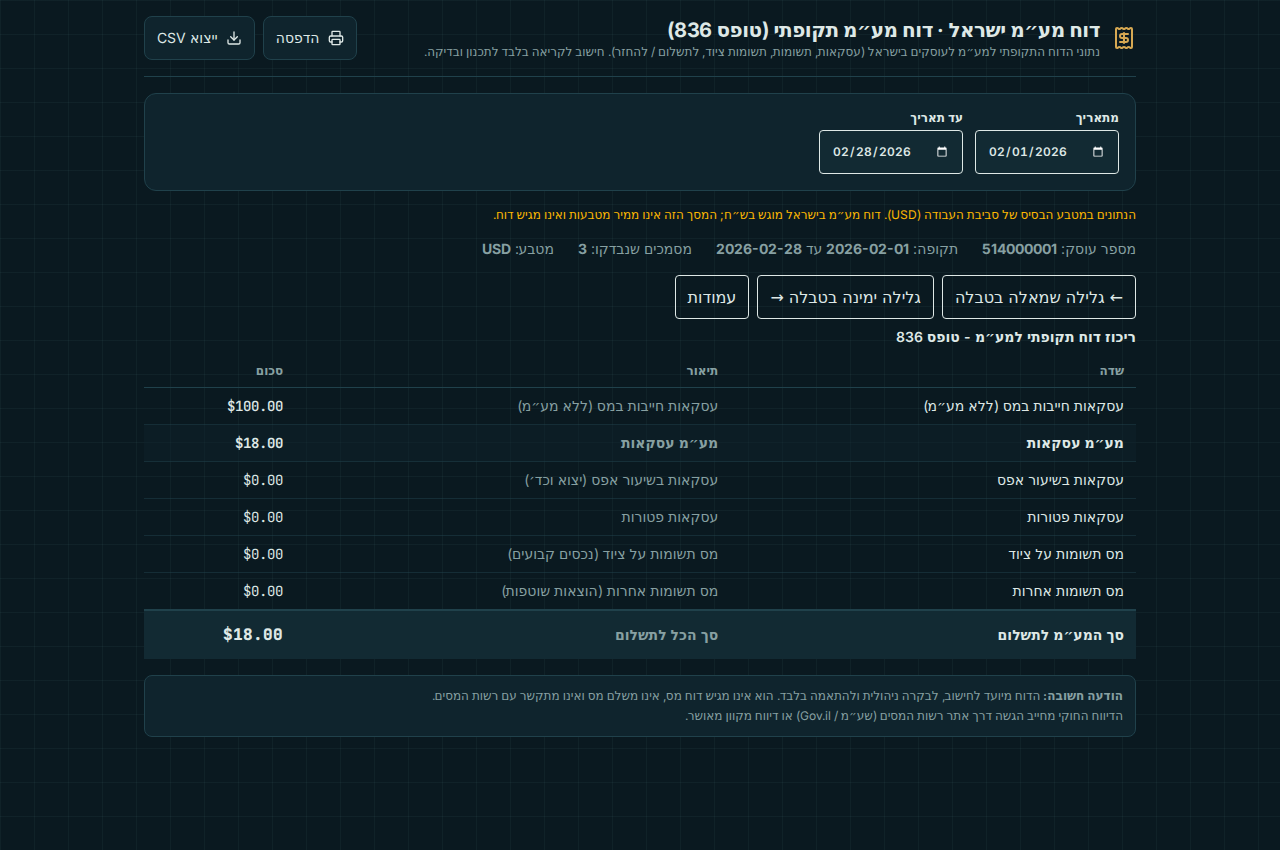 דוח מע״מ ישראל · דוח מע״מ תקופתי (טופס 836)
נתוני הדוח התקופתי למע״מ לעוסקים בישראל (עסקאות, תשומות, תשומות ציוד, לתשלום / להחזר). חישוב לקריאה בלבד לתכנון ובדיקה.
הדפסה
ייצוא CSV
מתאריך
עד תאריך
02/01/2026
02/28/2026
הנתונים במטבע הבסיס של סביבת העבודה (USD). דוח מע״מ בישראל מוגש בש״ח; המסך הזה אינו ממיר מטבעות ואינו מגיש דוח.
מספר עוסק: 514000001 תקופה: 2026-02-01 עד 2026-02-28 מסמכים שנבדקו: 3 מטבע: USD
← גלילה שמאלה בטבלה
גלילה ימינה בטבלה →
עמודות
ריכוז דוח תקופתי למע״מ - טופס 836
שדה תיאור סכום
עסקאות חייבות במס (ללא מע״מ) עסקאות חייבות במס (ללא מע״מ) $100.00
מע״מ עסקאות מע״מ עסקאות $18.00
עסקאות בשיעור אפס עסקאות בשיעור אפס (יצוא וכד׳) $0.00
עסקאות פטורות עסקאות פטורות $0.00
מס תשומות על ציוד מס תשומות על ציוד (נכסים קבועים) $0.00
מס תשומות אחרות מס תשומות אחרות (הוצאות שוטפות) $0.00
סך המע״מ לתשלום סך הכל לתשלום $18.00
הודעה חשובה: הדוח מיועד לחישוב, לבקרה ניהולית ולהתאמה בלבד. הוא אינו מגיש דוח מס, אינו משלם מס ואינו מתקשר עם רשות המסים.
הדיווח החוקי מחייב הגשה דרך אתר רשות המסים (שע״מ / Gov.il) או דיווח מקוון מאושר.